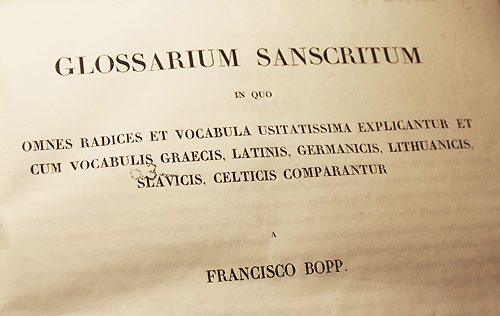 GLOSSARIUM SANSCRITUM
IN QUO
OMNES RADICES ET VOCABULA USITATISSIMA EXPLICANTUR ET
CUM VOCABULIS GRAECIS, LATINIS, GERMANICIS, LITHUANICIS,
SLAVICIS, CELTICIS COMPARANTUR
A
FRANCISCO BOPP.